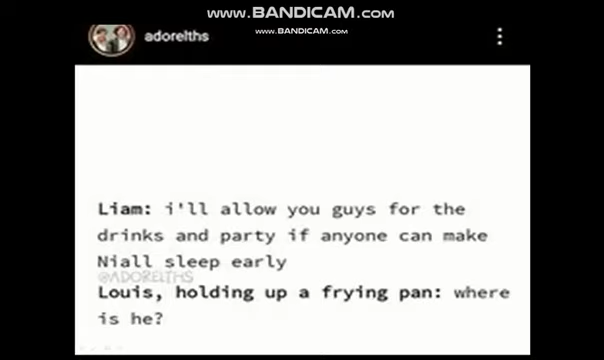 www.BANDICAM.com
www.BANDICAM.com
adorelths
Liam: i'll allow you guys for the
drinks and party if anyone can make
Niall sleep early
@ADORELTHS
Louis, holding up a frying pan: where
is he?